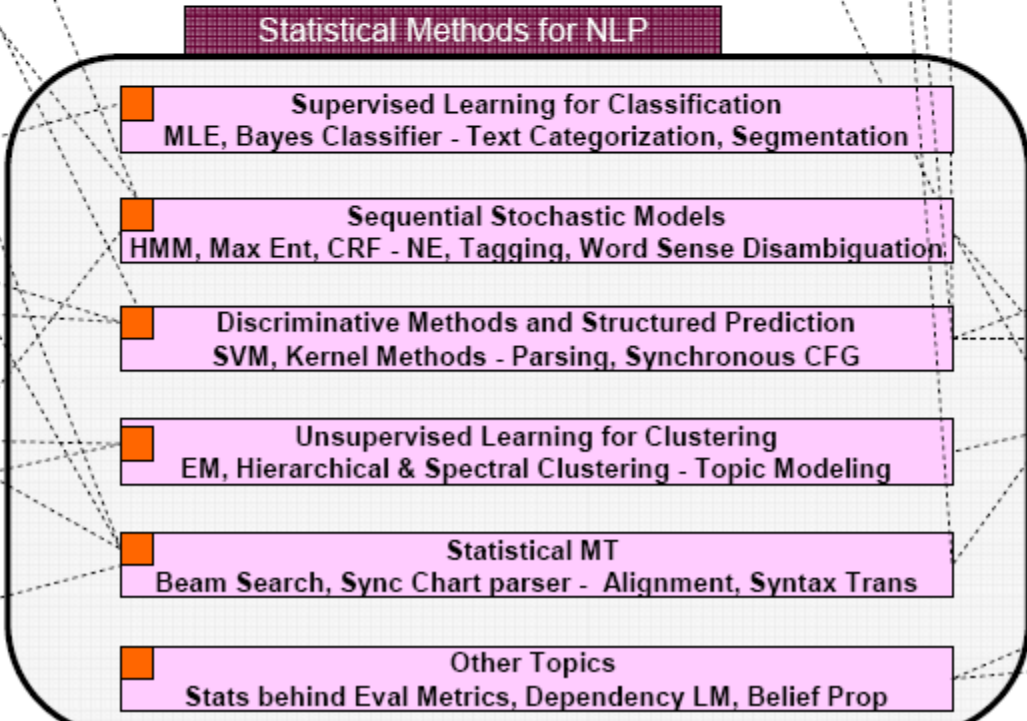 Statistical Methods for NLP
Supervised Learning for Classification
MLE, Bayes Classifier - Text Categorization, Segmentation
Sequential Stochastic Models
HMM, Max Ent, CRF - NE, Tagging, Word Sense Disambiguation
Discriminative Methods and Structured Prediction
SVM, Kernel Methods - Parsing, Synchronous CFG
Unsupervised Learning for Clustering
EM, Hierarchical & Spectral Clustering - Topic Modeling
Statistical MT
Beam Search, Sync Chart parser - Alignment, Syntax Trans
Other Topics
Stats behind Eval Metrics, Dependency LM, Belief Prop